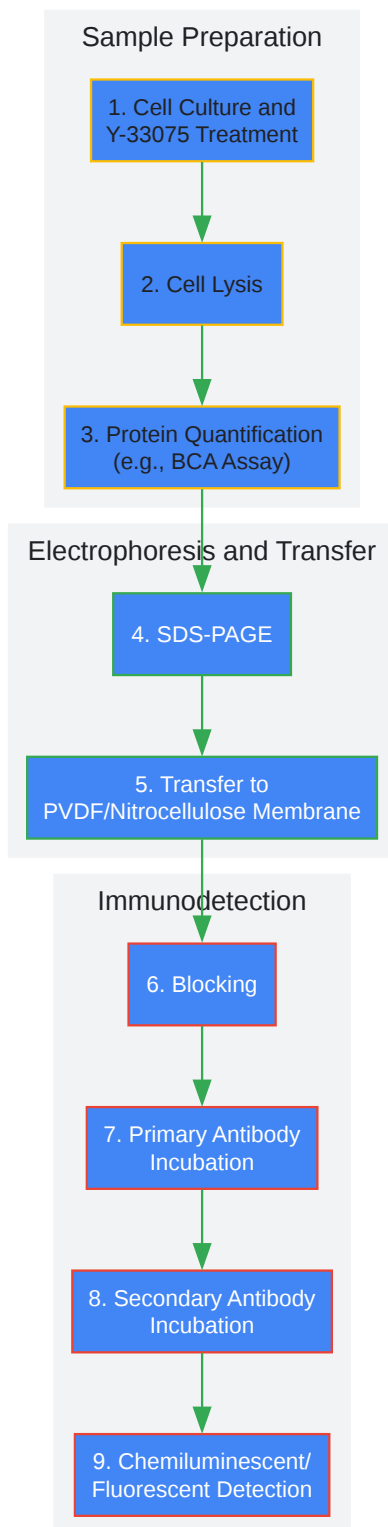 Sample Preparation
1. Cell Culture and
Y-33075 Treatment
2. Cell Lysis
3. Protein Quantification
(e.g., BCA Assay)
Electrophoresis and Transfer
4. SDS-PAGE
5. Transfer to
PVDF/Nitrocellulose Membrane
Immunodetection
6. Blocking
7. Primary Antibody
Incubation
8. Secondary Antibody
Incubation
9. Chemiluminescent/
Fluorescent Detection